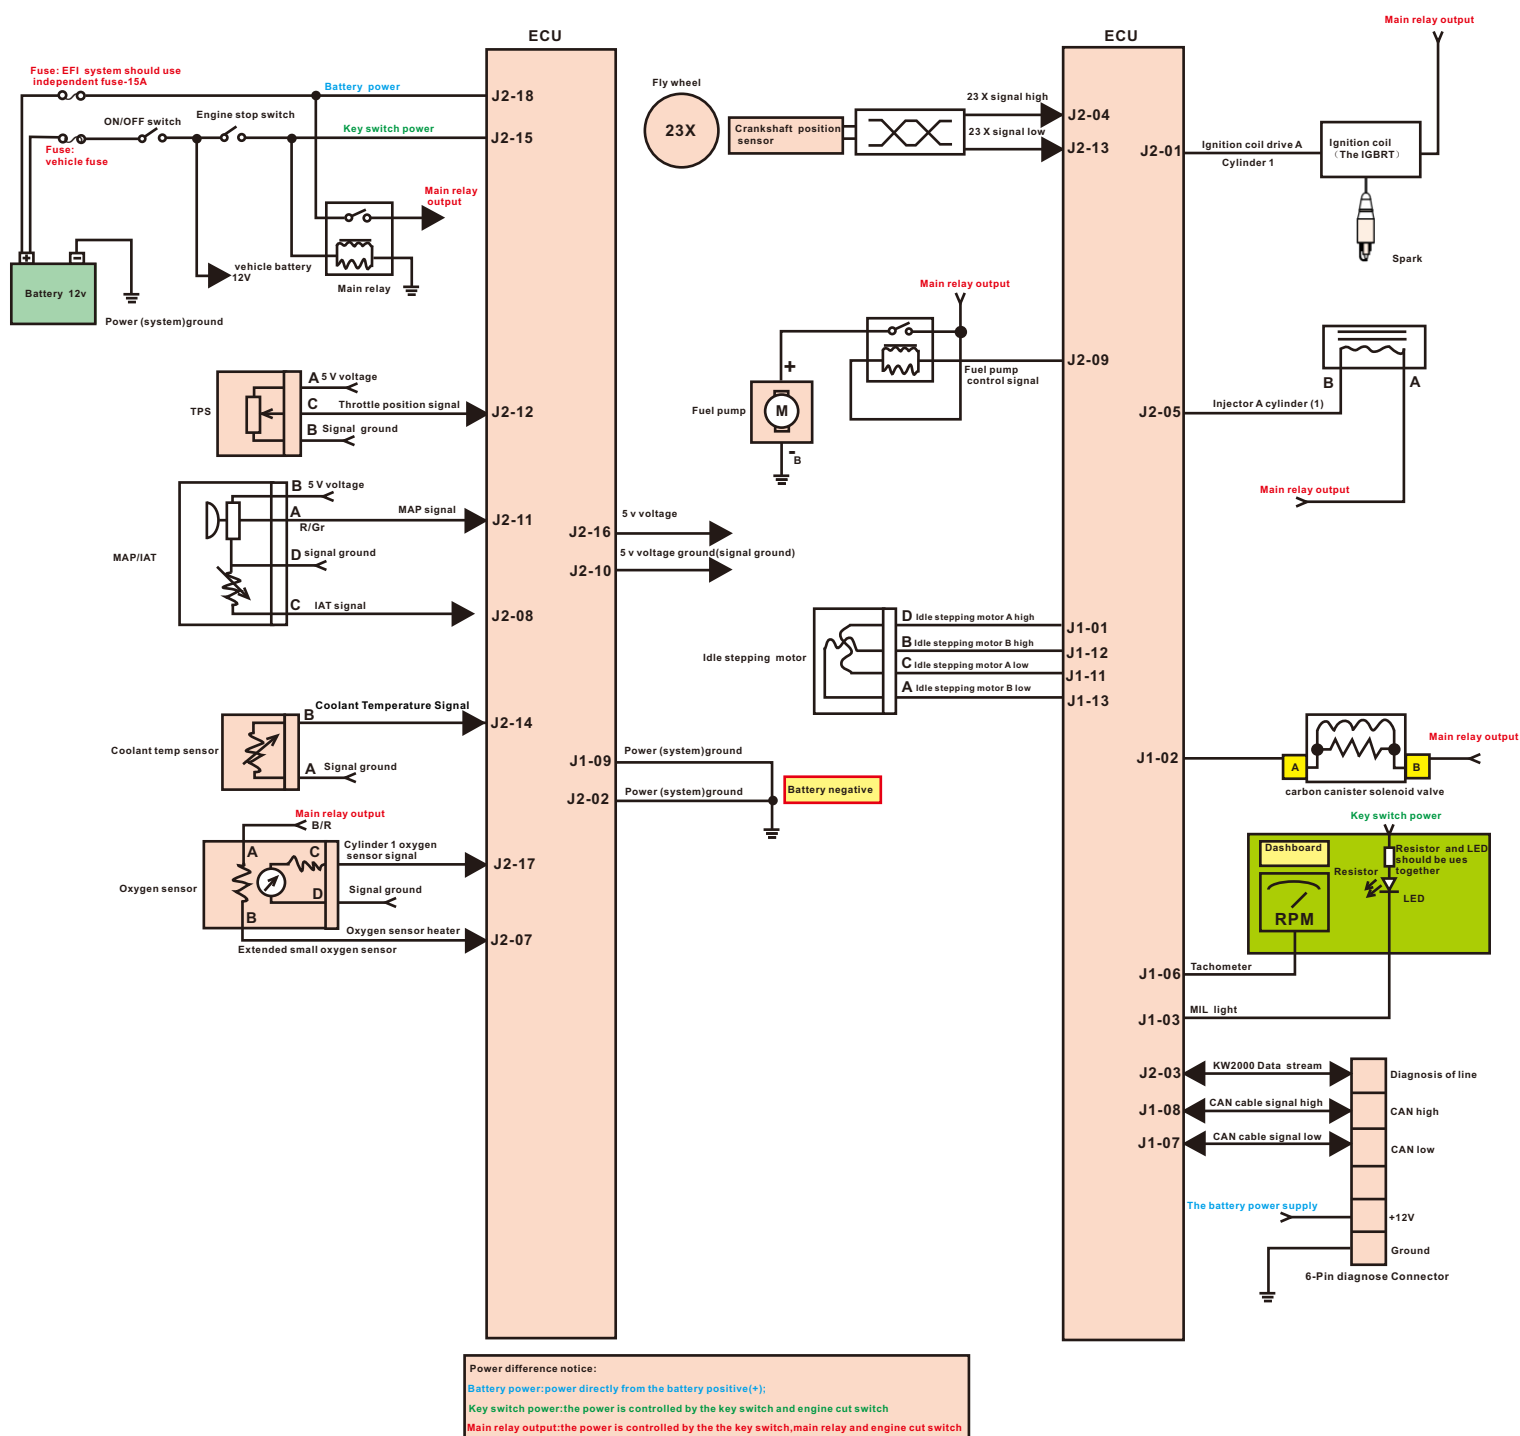 Main relay output
ECU
ECU
Fuse: EFI system should use
independent fuse-15A
Battery power
J2-18
ON/OFF switch
Engine stop switch
Key switch power
J2-15
Fuse:
vehicle fuse
Main relay
output
vehicle battery
12V
Main relay
Battery 12v
Power (system)ground
Fly wheel
23X
Crankshaft position
sensor
23 X signal high
J2-04
23 X signal low
J2-13
J2-01
Ignition coil drive A
Cylinder 1
Ignition coil
(The IGBRT)
Spark
Main relay output
J2-09
Fuel pump
control signal
Fuel pump
M
+
-
B
B
A
J2-05
Injector A cylinder (1)
Main relay output
TPS
A 5 V voltage
C Throttle position signal
J2-12
B Signal ground
MAP/IAT
B 5 V voltage
A MAP signal
R/Gr
J2-11
D signal ground
C IAT signal
J2-08
J2-16
5 v voltage
J2-10
5 v voltage ground(signal ground)
Idle stepping motor
D Idle stepping motor A high
J1-01
B Idle stepping motor B high
J1-12
C Idle stepping motor A low
J1-11
A Idle stepping motor B low
J1-13
Coolant temp sensor
B Coolant Temperature Signal
J2-14
A Signal ground
J1-09
Power (system)ground
J2-02
Power (system)ground
Battery negative
J1-02
A
B
Main relay output
carbon canister solenoid valve
Main relay output
B/R
Oxygen sensor
A
C
D
B
Cylinder 1 oxygen
sensor signal
J2-17
Signal ground
Oxygen sensor heater
J2-07
Extended small oxygen sensor
Key switch power
Dashboard
Resistor and LED
should be ues
together
Resistor
LED
RPM
J1-06
Tachometer
J1-03
MIL light
J2-03
KW2000 Data stream
Diagnosis of line
J1-08
CAN cable signal high
CAN high
J1-07
CAN cable signal low
CAN low
The battery power supply
+12V
Ground
6-Pin diagnose Connector
Power difference notice:
Battery power:power directly from the battery positive(+);
Key switch power:the power is controlled by the key switch and engine cut switch
Main relay output:the power is controlled by the the key switch,main relay and engine cut switch
+
-